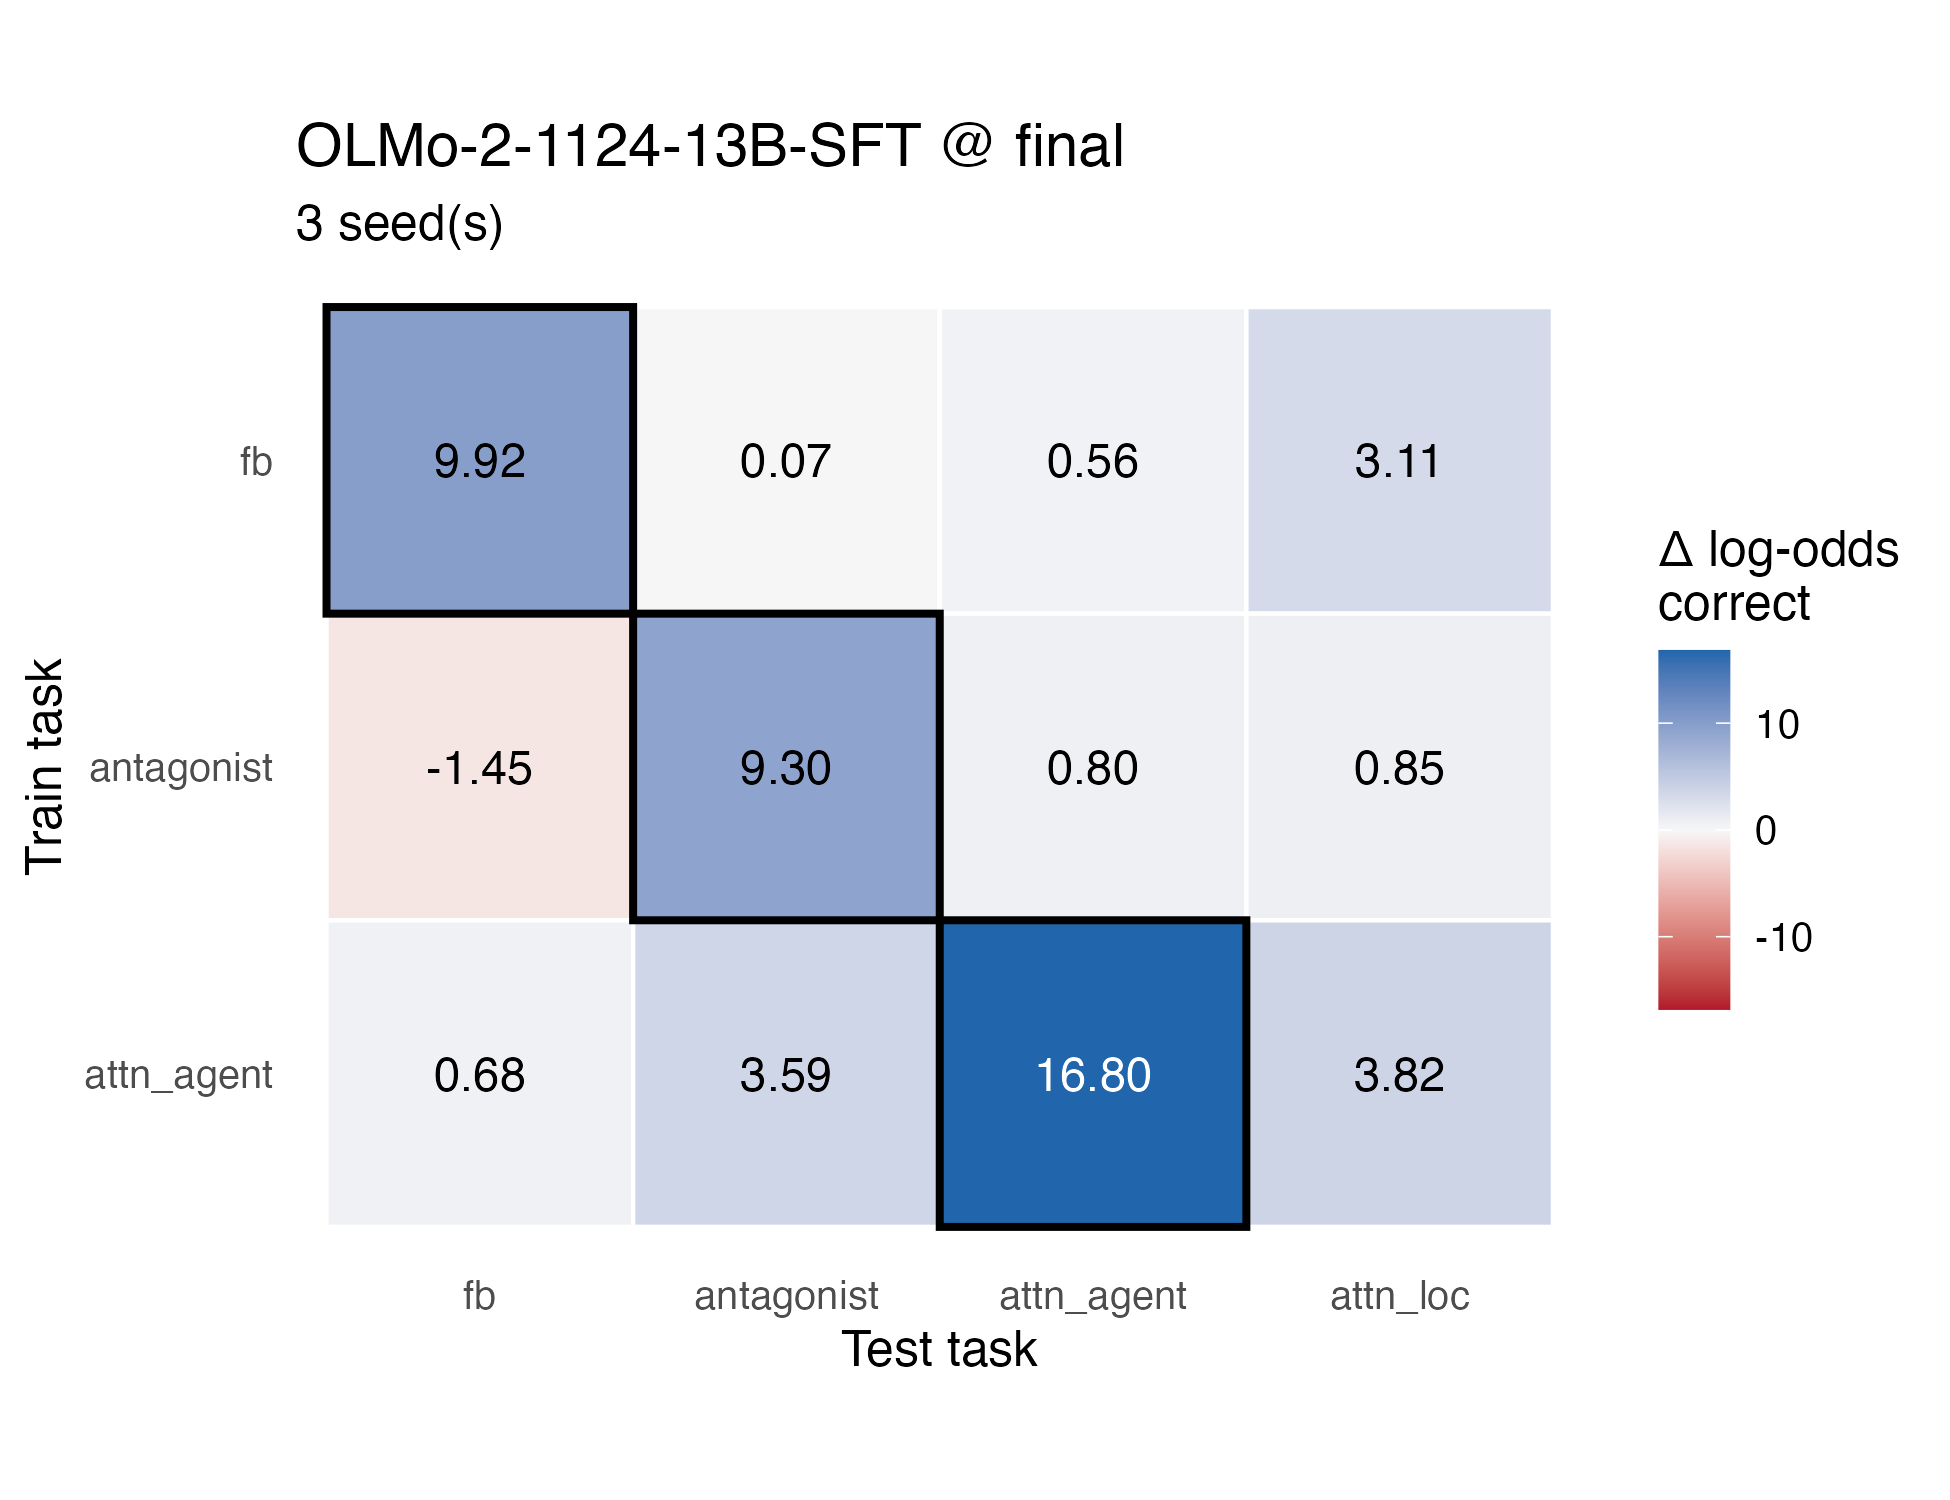 OLMo-2-1124-13B-SFT @ final
3 seed(s)
Train task
fb
9.92
0.07
0.56
3.11
antagonist
-1.45
9.30
0.80
0.85
attn_agent
0.68
3.59
16.80
3.82
fb
antagonist
attn_agent
attn_loc
Test task
Δ log-odds
correct
10
0
-10